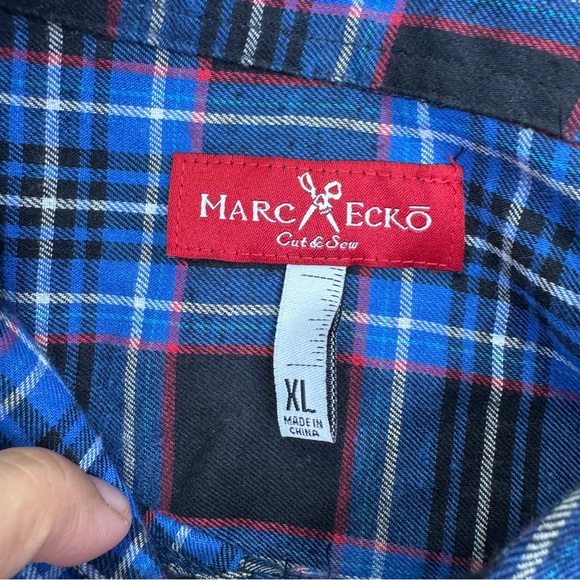 MARC ECKŌ
Cut & Sew
XL
MADE IN
CHINA